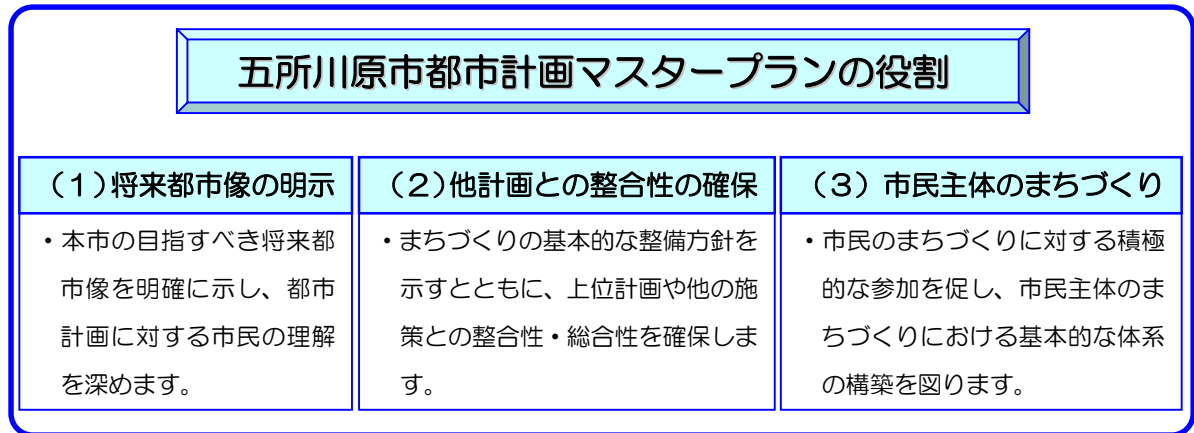 五所川原市都市計画マスタープランの役割
（１）将来都市像の明示
・本市の目指すべき将来都
市像を明確に示し、都市
計画に対する市民の理解
を深めます。
（２）他計画との整合性の確保
・まちづくりの基本的な整備方針を
示すとともに、上位計画や他の施
策との整合性・総合性を確保しま
す。
（３）市民主体のまちづくり
・市民のまちづくりに対する積極
的な参加を促し、市民主体のま
ちづくりにおける基本的な体系
の構築を図ります。